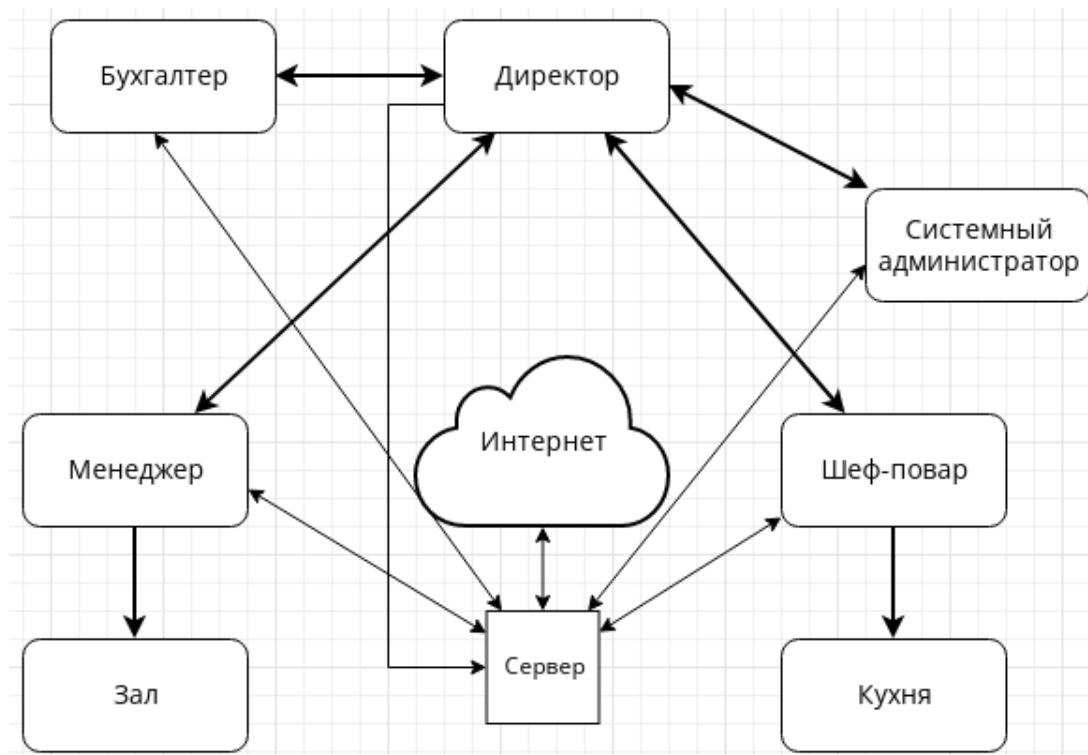 Бухгалтер
Директор
Системный
администратор
Интернет
Менеджер
Шеф-повар
Зал
Сервер
Кухня